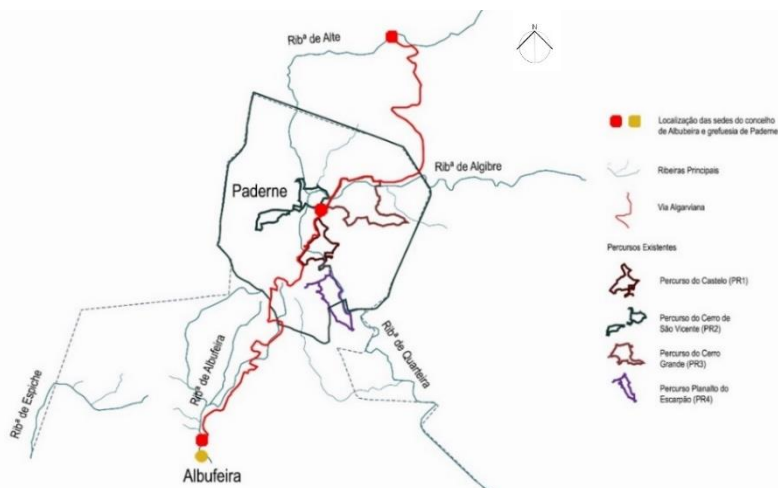 N
Ribª de Alte
Ribª de Algibre
Paderne
Ribª de Albufeira
Ribª de Quarteira
Ribª de Espiche
Albufeira
Localização das sedes do concelho
de Albubeira e grefuesia de Paderne
Ribeiras Principais
Via Algarviana
Percursos Existentes
Percurso do Castelo (PR1)
Percurso do Cerro de
São Vicente (PR2)
Percurso do Cerro
Grande (PR3)
Percurso Planalto do
Escarpão (PR4)